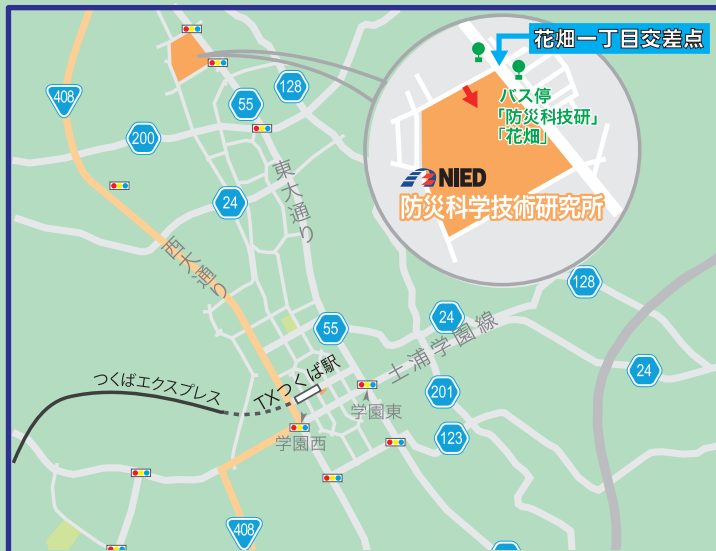 花畑一丁目交差点
バス停
「防災科技研」
「花畑」
NIED
防災科学技術研究所
408
55
128
200
24
東大通り
西大通り
128
55
24
土浦学園線
24
つくばエクスプレス
TXつくば駅
201
学園東
学園西
123
408